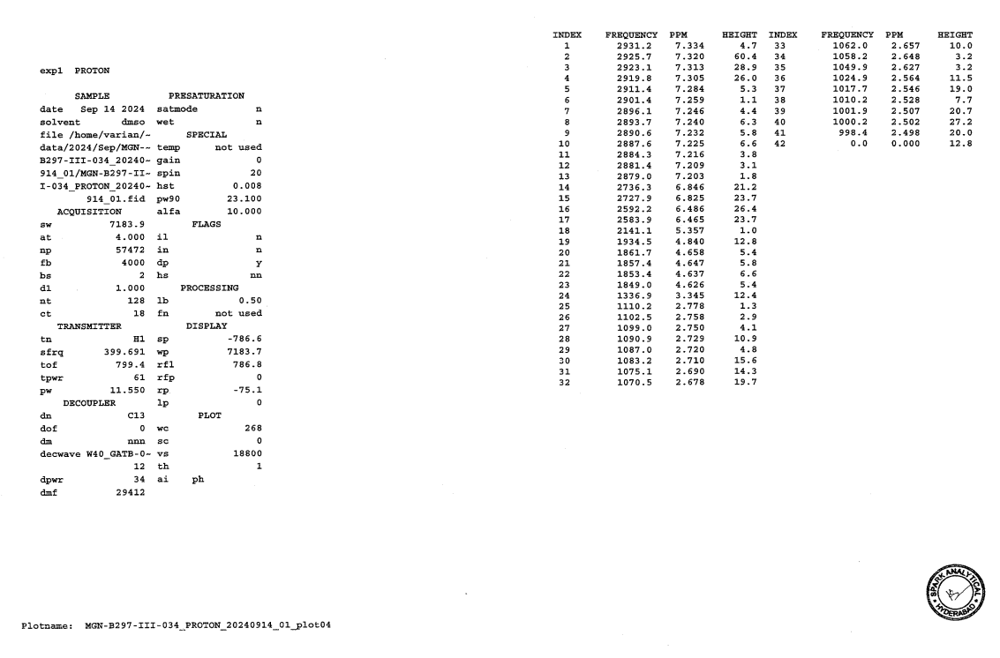 exp1 PROTON
SAMPLE PRESATURATION
date Sep 14 2024 satmode n
solvent dmso wet n
file /home/varian/~ SPECIAL
data/2024/Sep/MGN-~ temp not used
B297-III-034_20240~ gain 0
914_01/MGN-B297-II~ spin 20
I-034_PROTON_20240~ hst 0.008
914_01.fid pw90 23.100
ACQUISITION alfa 10.000
sw 7183.9 FLAGS
at 4.000 il n
np 57472 in n
fb 4000 dp y
bs 2 hs nn
d1 1.000 PROCESSING
nt 128 lb 0.50
ct 18 fn not used
TRANSMITTER DISPLAY
tn H1 sp -786.6
sfrq 399.691 wp 7183.7
tof 799.4 rfl 786.8
tpwr 61 rfp 0
pw 11.550 rp -75.1
DECOUPLER lp 0
dn C13 PLOT
dof 0 wc 268
dm nnn sc 0
decwave W40_GATB-0~ vs 18800
12 th 1
dpwr 34 ai ph
dmf 29412
INDEX FREQUENCY PPM HEIGHT INDEX FREQUENCY PPM HEIGHT
1 2931.2 7.334 4.7 33 1062.0 2.657 10.0
2 2925.7 7.320 60.4 34 1058.2 2.648 3.2
3 2923.1 7.313 28.9 35 1049.9 2.627 3.2
4 2919.8 7.305 26.0 36 1024.9 2.564 11.5
5 2911.4 7.284 5.3 37 1017.7 2.546 19.0
6 2901.4 7.259 1.1 38 1010.2 2.528 7.7
7 2896.1 7.246 4.4 39 1001.9 2.507 20.7
8 2893.7 7.240 6.3 40 1000.2 2.502 27.2
9 2890.6 7.232 5.8 41 998.4 2.498 20.0
10 2887.6 7.225 6.6 42 0.0 0.000 12.8
11 2884.3 7.216 3.8
12 2881.4 7.209 3.1
13 2879.0 7.203 1.8
14 2736.3 6.846 21.2
15 2727.9 6.825 23.7
16 2592.2 6.486 26.4
17 2583.9 6.465 23.7
18 2141.1 5.357 1.0
19 1934.5 4.840 12.8
20 1861.7 4.658 5.4
21 1857.4 4.647 5.8
22 1853.4 4.637 6.6
23 1849.0 4.626 5.4
24 1336.9 3.345 12.4
25 1110.2 2.778 1.3
26 1102.5 2.758 2.9
27 1099.0 2.750 4.1
28 1090.9 2.729 10.9
29 1087.0 2.720 4.8
30 1083.2 2.710 15.6
31 1075.1 2.690 14.3
32 1070.5 2.678 19.7
SPARK ANALYTICAL
HYDERABAD
Plotname: MGN-B297-III-034_PROTON_20240914_01_plot04